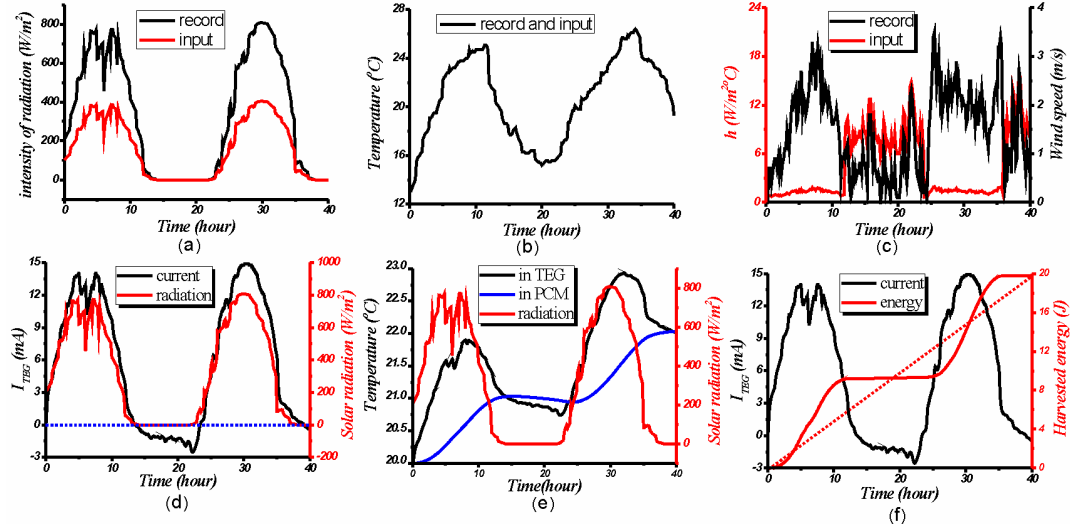 intensity of radiation (W/m²)
800
600
400
200
0
record
input
0 10 20 30 40
Time (hour)
(a)
Temperature (°C)
28
24
20
16
12
record and input
0 10 20 30 40
Time (hour)
(b)
h (W/m²°C)
24
18
12
6
0
record
input
4
3
2
1
0
Wind speed (m/s)
0 10 20 30 40
Time (hour)
(c)
I_TEG (mA)
15
12
9
6
3
0
-3
current
radiation
1000
800
600
400
200
0
-200
Solar radiation (W/m²)
0 10 20 30 40
Time (hour)
(d)
Temperature (°C)
23.0
22.5
22.0
21.5
21.0
20.5
20.0
in TEG
in PCM
radiation
800
600
400
200
0
Solar radiation (W/m²)
0 10 20 30 40
Time(hour)
(e)
I_TEG (mA)
15
12
9
6
3
0
-3
current
energy
20
16
12
8
4
0
Harvested energy (J)
0 10 20 30 40
Time (hour)
(f)